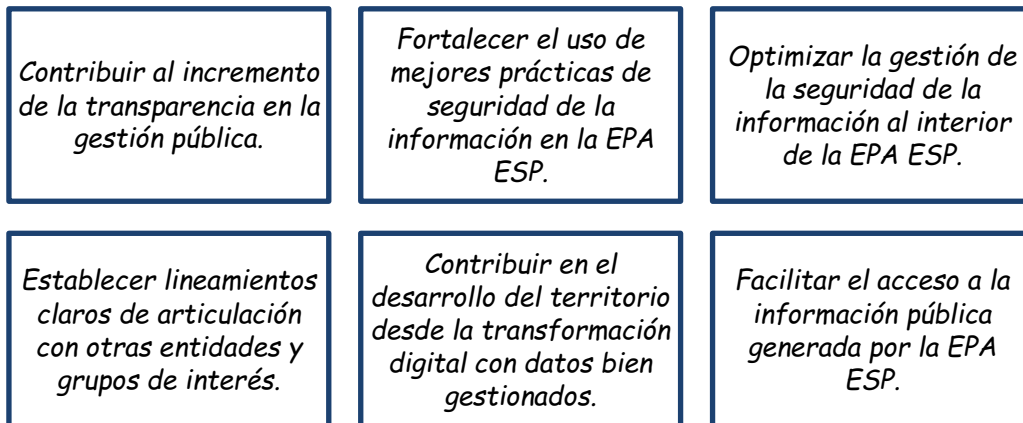 Contribuir al incremento
de la transparencia en la
gestión pública.
Fortalecer el uso de
mejores prácticas de
seguridad de la
información en la EPA
ESP.
Optimizar la gestión de
la seguridad de la
información al interior
de la EPA ESP.
Establecer lineamientos
claros de articulación
con otras entidades y
grupos de interés.
Contribuir en el
desarrollo del territorio
desde la transformación
digital con datos bien
gestionados.
Facilitar el acceso a la
información pública
generada por la EPA
ESP.